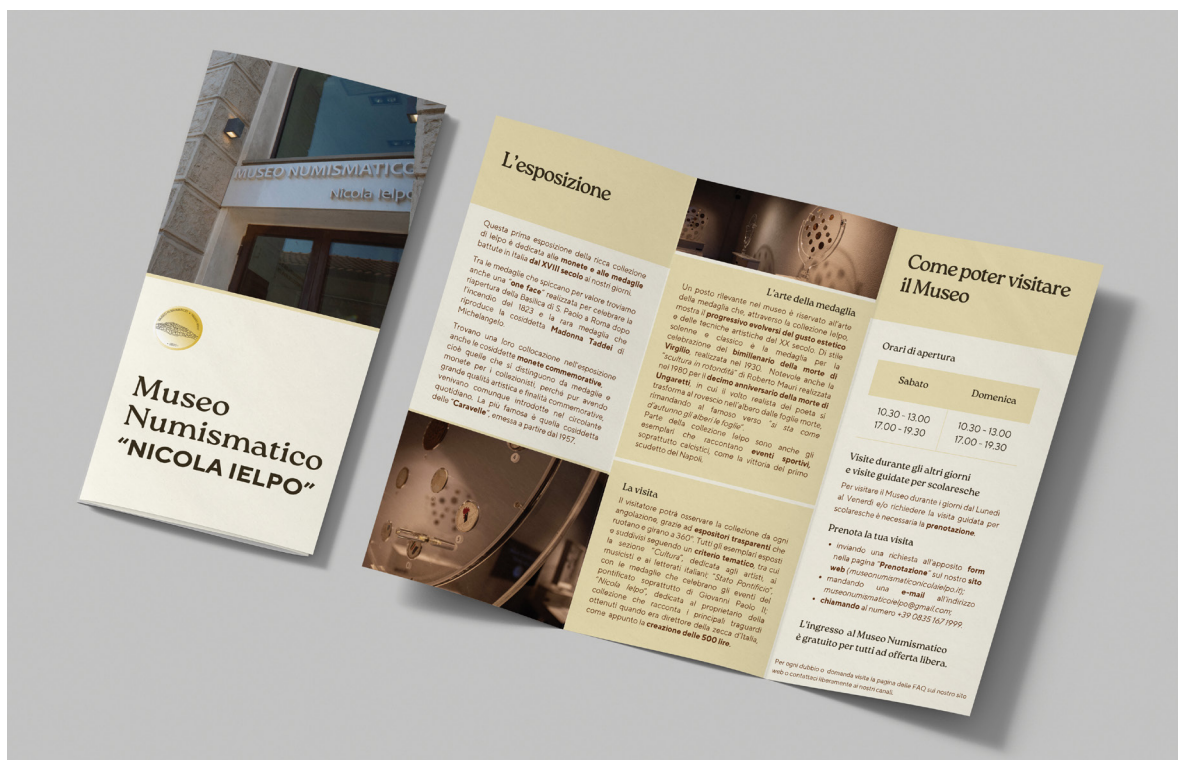 MUSEO NUMISMATICO
Nicola Ielpo
Museo
Numismatico
“NICOLA IELPO”
L’esposizione
Questa prima esposizione della ricca collezione
di Ielpo è dedicata alle monete e alle medaglie
battute in Italia dal XVIII secolo ai nostri giorni.
Tra le medaglie che spiccano per valore troviamo
anche una “one face” realizzata per celebrare la
riapertura della Basilica di S. Paolo a Roma dopo
l’incendio del 1823 e la rara medaglia che
riproduce la cosiddetta Madonna Taddei di
Michelangelo.
Trovano una loro collocazione nell’esposizione
anche le cosiddette monete commemorative,
cioè quelle che si distinguono da medaglie e
monete per i collezionisti, perché pur avendo
grande qualità artistica e finalità commemorative,
venivano comunque introdotte nel circolante
quotidiano. La più famosa è quella cosiddetta
delle “Caravelle”, emessa a partire dal 1957.
L’arte della medaglia
Un posto rilevante nel museo è riservato all’arte
della medaglia che, attraverso la collezione Ielpo,
mostra il progressivo evolversi del gusto estetico
e delle tecniche artistiche del XX secolo. Di stile
solenne e classico è la medaglia per la
celebrazione del bimillenario della morte di
Virgilio, realizzata nel 1930. Notevole anche la
“scultura in rotondità” di Roberto Mauri realizzata
nel 1980 per il decimo anniversario della morte di
Ungaretti, in cui il volto realista del poeta si
trasforma al rovescio nell’albero dalle foglie morte,
rimandando al famoso verso “si sta come
d’autunno gli alberi le foglie”.
Parte della collezione Ielpo sono anche gli
esemplari che raccontano eventi sportivi,
soprattutto calcistici, come la vittoria del primo
scudetto del Napoli.
La visita
Il visitatore potrà osservare la collezione da ogni
angolazione, grazie ad espositori trasparenti che
ruotano e girano a 360° Tutti gli esemplari esposti
e suddivisi seguendo un criterio tematico, tra cui
la sezione “Cultura”, dedicata agli artisti, ai
musicisti e ai letterati italiani; “Stato Pontificio”,
con le medaglie che celebrano gli eventi del
pontificato soprattutto di Giovanni Paolo II;
“Nicola Ielpo”, dedicata al proprietario della
collezione che racconta i principali traguardi
ottenuti quando era direttore della zecca d’Italia,
come appunto la creazione delle 500 lire.
Come poter visitare
il Museo
Orari di apertura
Sabato Domenica
10.30 - 13.00 10.30 - 13.00
17.00 - 19.30 17.00 - 19.30
Visite durante gli altri giorni
e visite guidate per scolaresche
Per visitare il Museo durante i giorni dal Lunedì
al Venerdì e/o richiedere la visita guidata per
scolaresche è necessaria la prenotazione.
Prenota la tua visita
• inviando una richiesta all’apposito form
nella pagina “Prenotazione” sul nostro sito
web (museonumismaticonicolaielpo.it);
• mandando una e-mail all’indirizzo
museonumismaticoielpo@gmail.com;
• chiamando al numero +39 0835 167 1999.
L’ingresso al Museo Numismatico
è gratuito per tutti ad offerta libera.
Per ogni dubbio o domanda visita la pagina delle FAQ sul nostro sito
web o contattaci liberamente ai nostri canali.